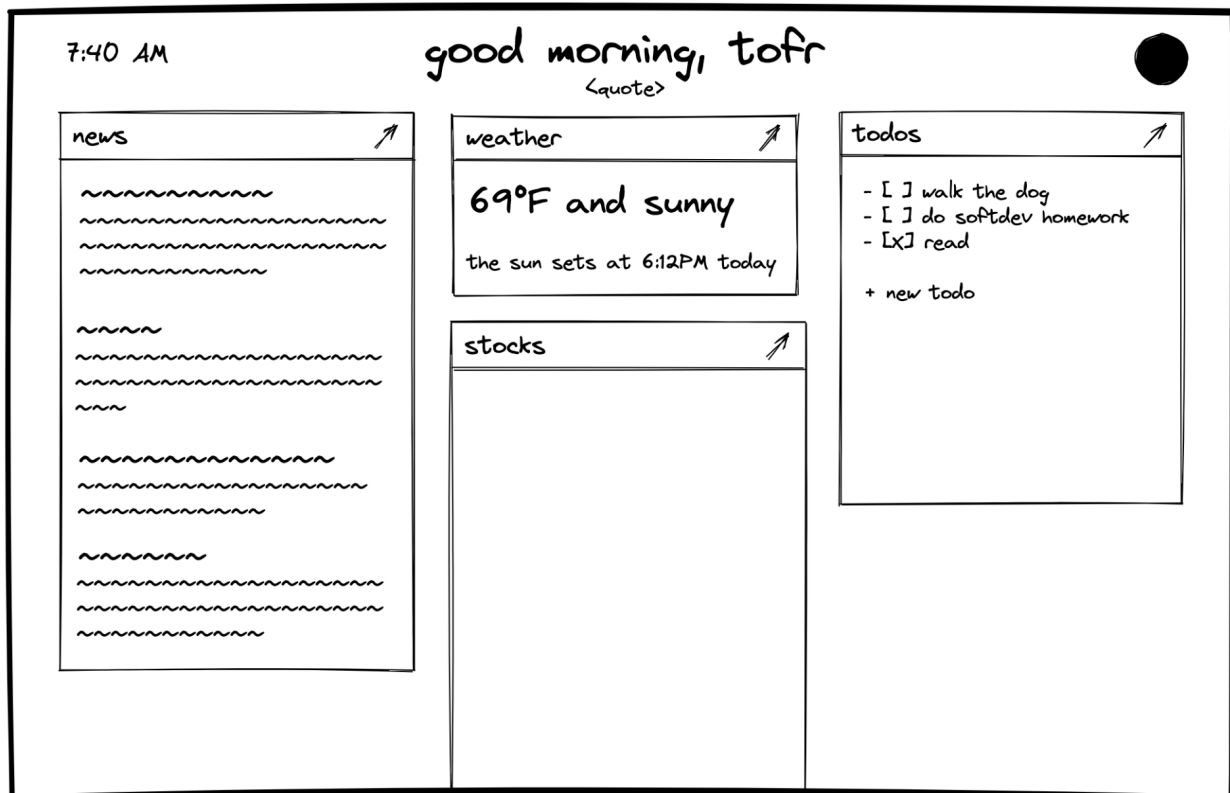 7:40 AM
good morning, tofr
<quote>
news
weather
69°F and sunny
the sun sets at 6:12PM today
stocks
todos
- [ ] walk the dog
- [ ] do softdev homework
- [x] read
+ new todo